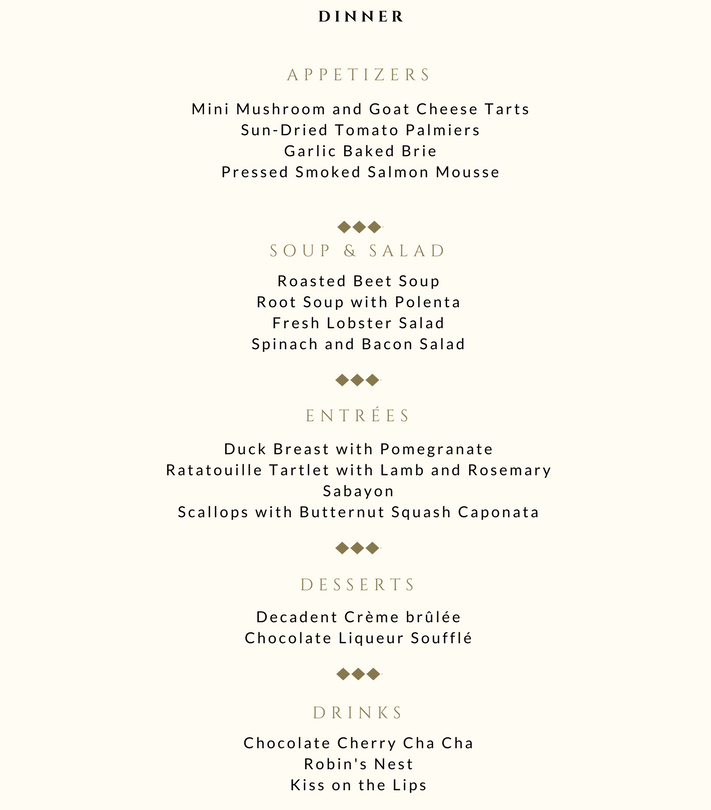 DINNER
APPETIZERS
Mini Mushroom and Goat Cheese Tarts
Sun-Dried Tomato Palmiers
Garlic Baked Brie
Pressed Smoked Salmon Mousse
SOUP & SALAD
Roasted Beet Soup
Root Soup with Polenta
Fresh Lobster Salad
Spinach and Bacon Salad
ENTRÉES
Duck Breast with Pomegranate
Ratatouille Tartlet with Lamb and Rosemary
Sabayon
Scallops with Butternut Squash Caponata
DESSERTS
Decadent Crème brûlée
Chocolate Liqueur Soufflé
DRINKS
Chocolate Cherry Cha Cha
Robin's Nest
Kiss on the Lips